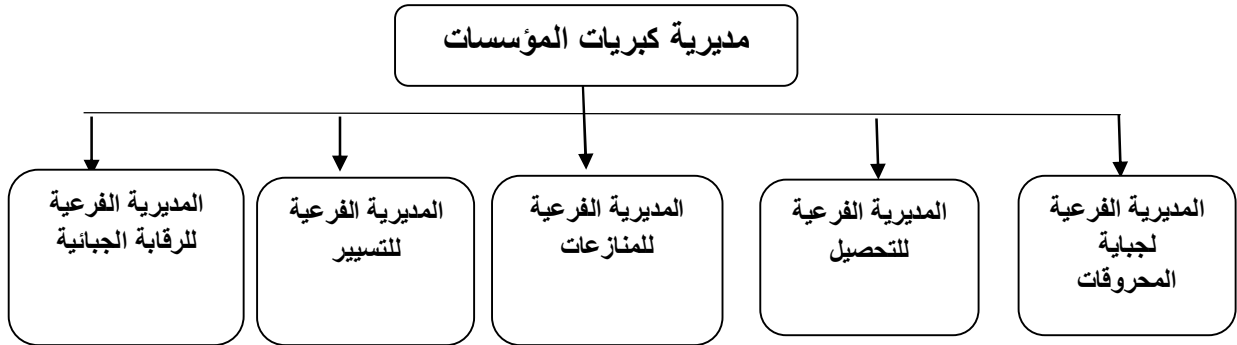 مديرية كبريات المؤسسات
المديرية الفرعية
لجباية
المحروقات
المديرية الفرعية
للتحصيل
المديرية الفرعية
للمنازعات
المديرية الفرعية
للتسيير
المديرية الفرعية
للرقابة الجبائية